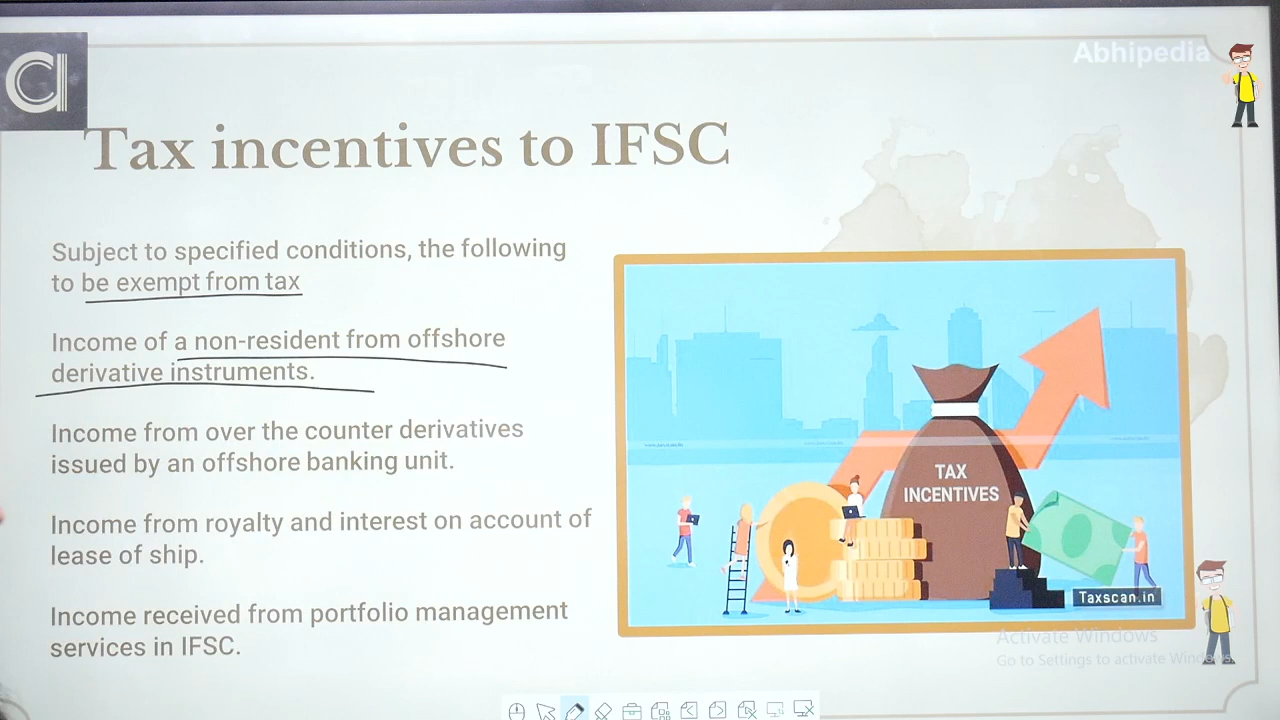 Abhipedia
Tax incentives to IFSC
Subject to specified conditions, the following
to be exempt from tax
Income of a non-resident from offshore
derivative instruments.
Income from over the counter derivatives
issued by an offshore banking unit.
Income from royalty and interest on account of
lease of ship.
Income received from portfolio management
services in IFSC.
TAX
INCENTIVES
Taxscan.in
Activate Windows
Go to Settings to activate Windows